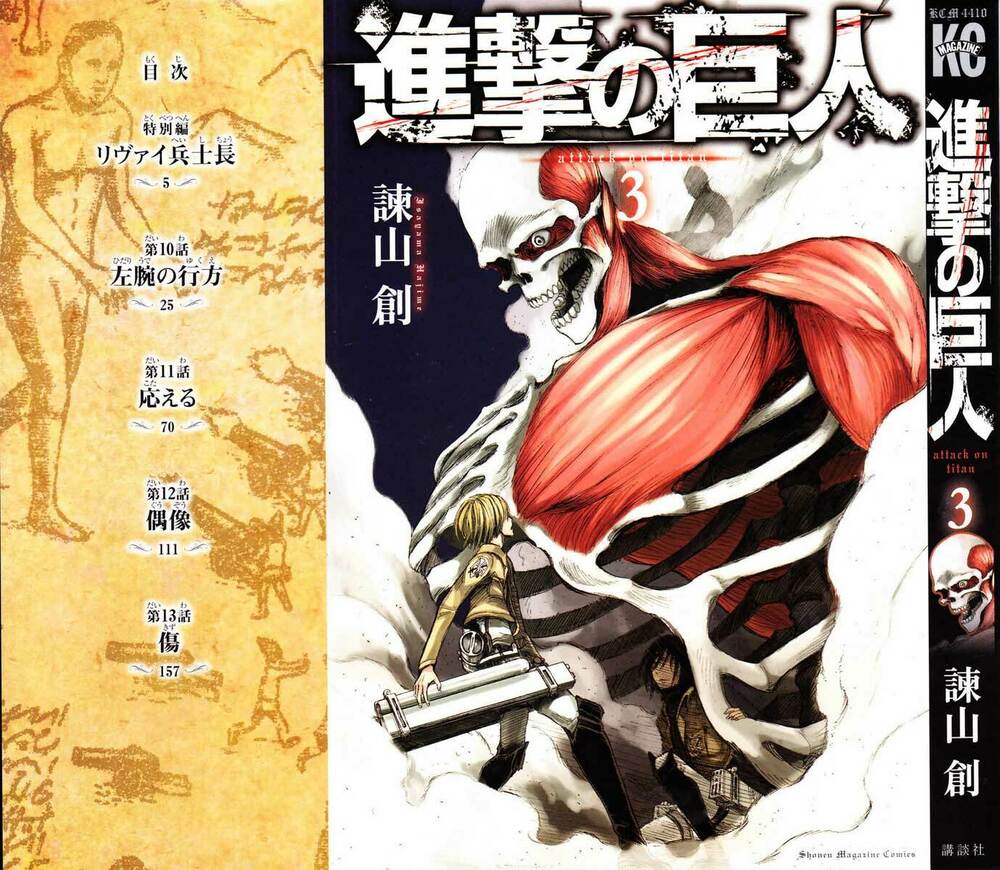 目次
特別編
リヴァイ兵士長
5
第10話
左腕の行方
25
第11話
応える
70
第12話
偶像
111
第13話
傷
157
進撃の巨人
attack on titan
3
諫山創
Isayama Hajime
Shonen Magazine Comics
KCM 4410
KC
MAGAZINE
進撃の巨人
attack on
titan
3
諫山創
講談社